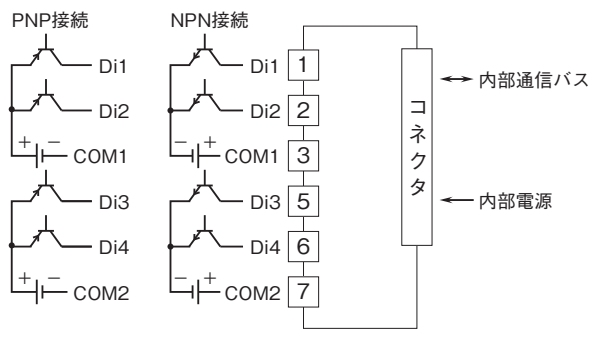 PNP接続 NPN接続
Di1 Di1 1
Di2 Di2 2
+ − COM1 − + COM1 3
Di3 Di3 5
Di4 Di4 6
+ − COM2 − + COM2 7
コネクタ
内部通信バス
内部電源